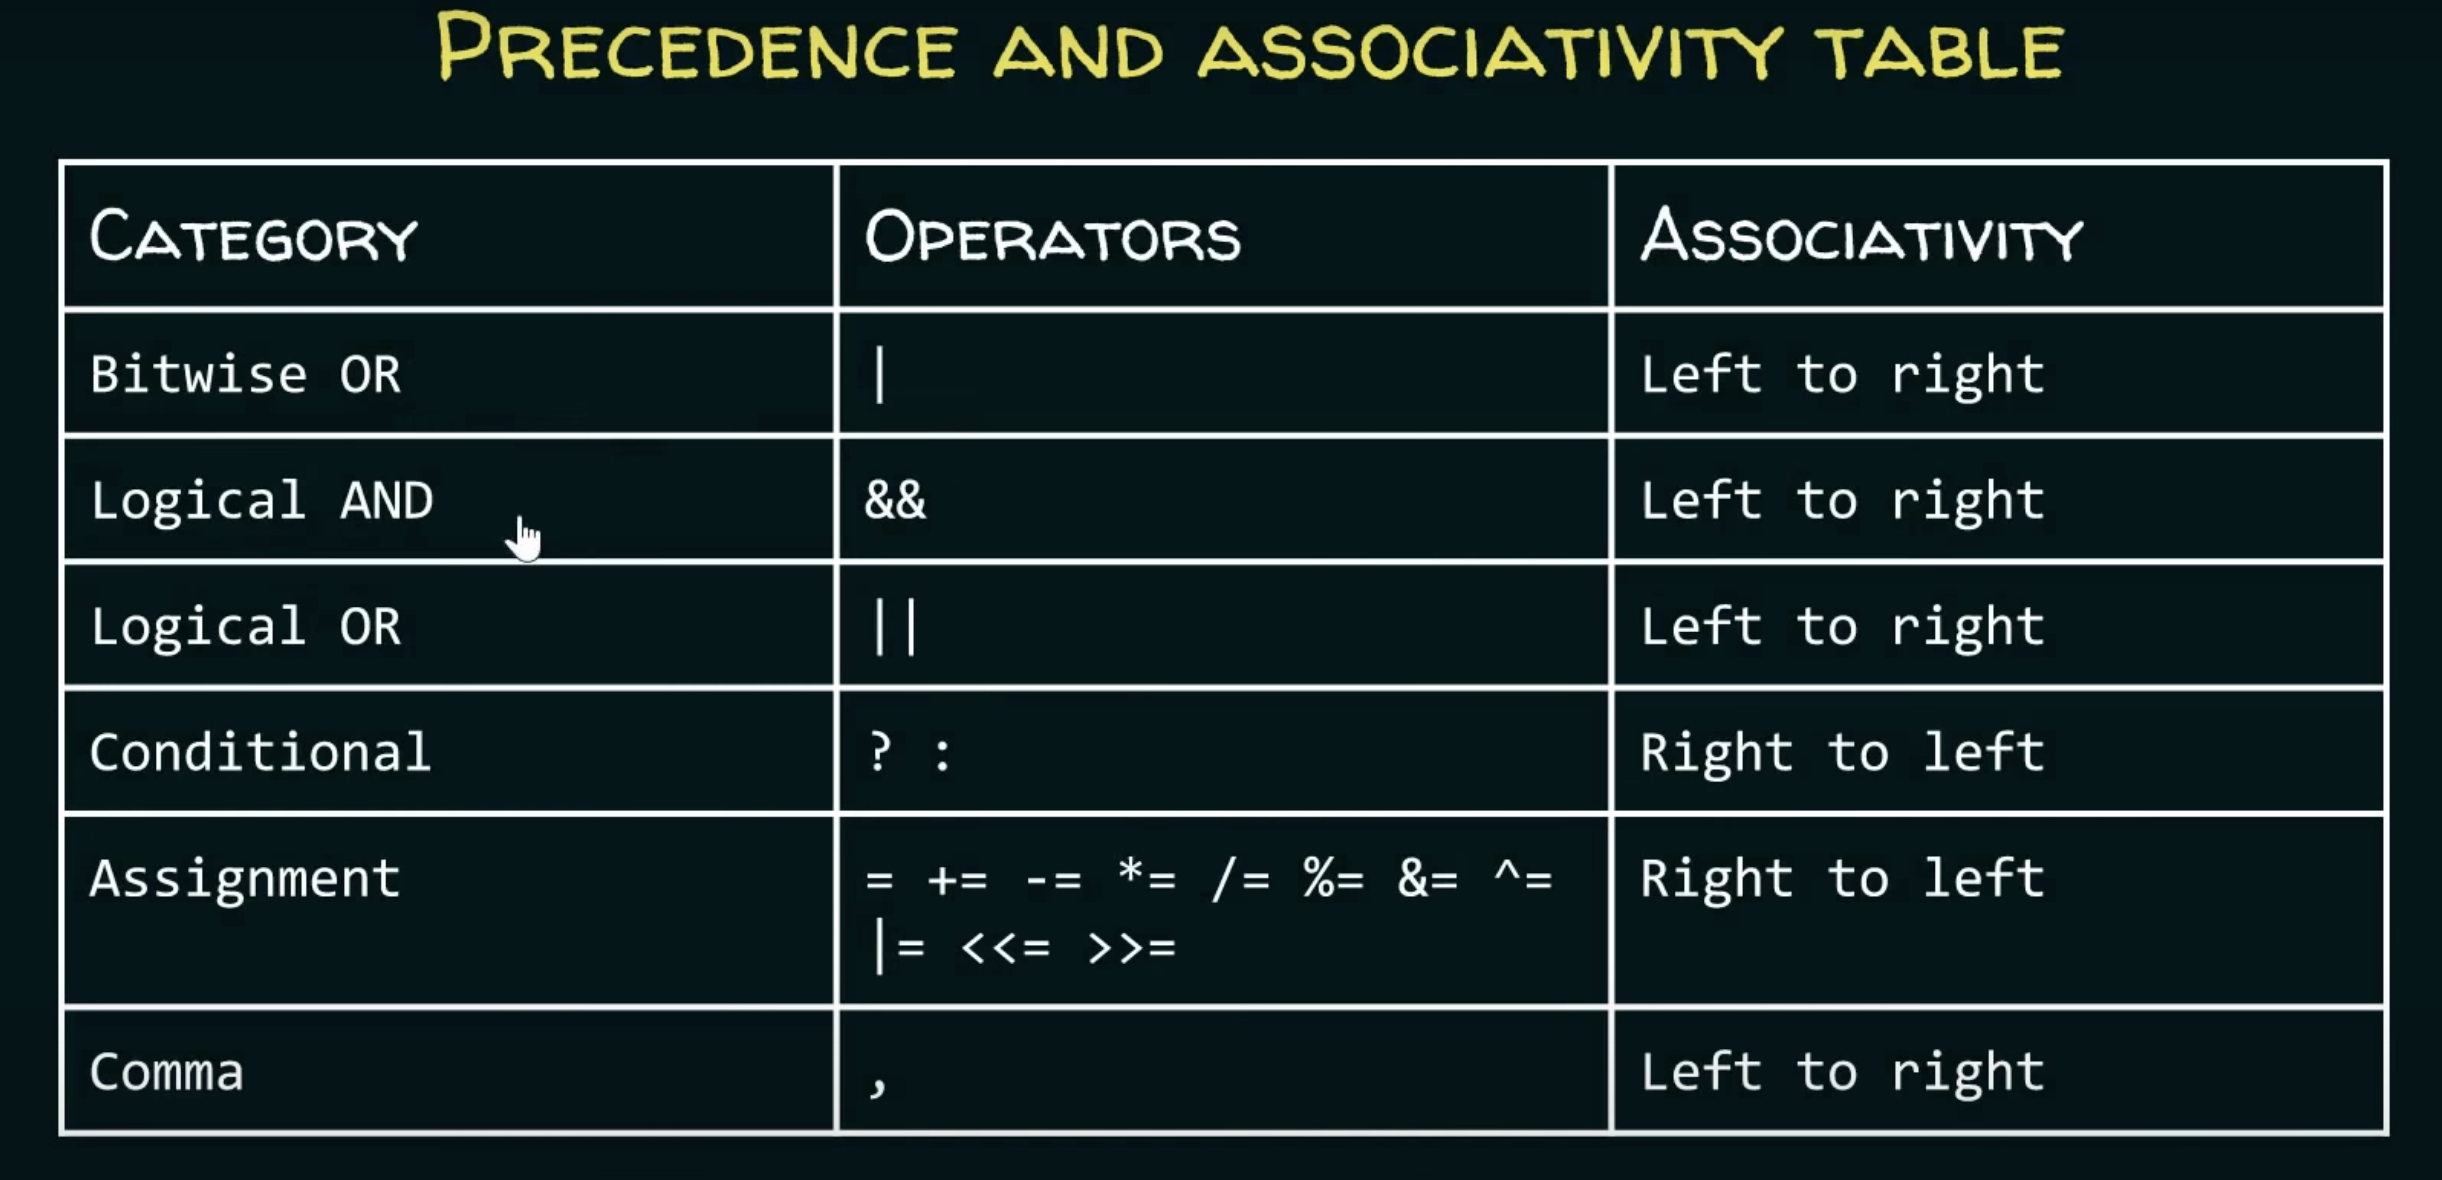 PRECEDENCE AND ASSOCIATIVITY TABLE
CATEGORY OPERATORS ASSOCIATIVITY
Bitwise OR | Left to right
Logical AND && Left to right
Logical OR || Left to right
Conditional ? : Right to left
Assignment = += -= *= /= %= &= ^= Right to left
|= <<= >>=
Comma , Left to right